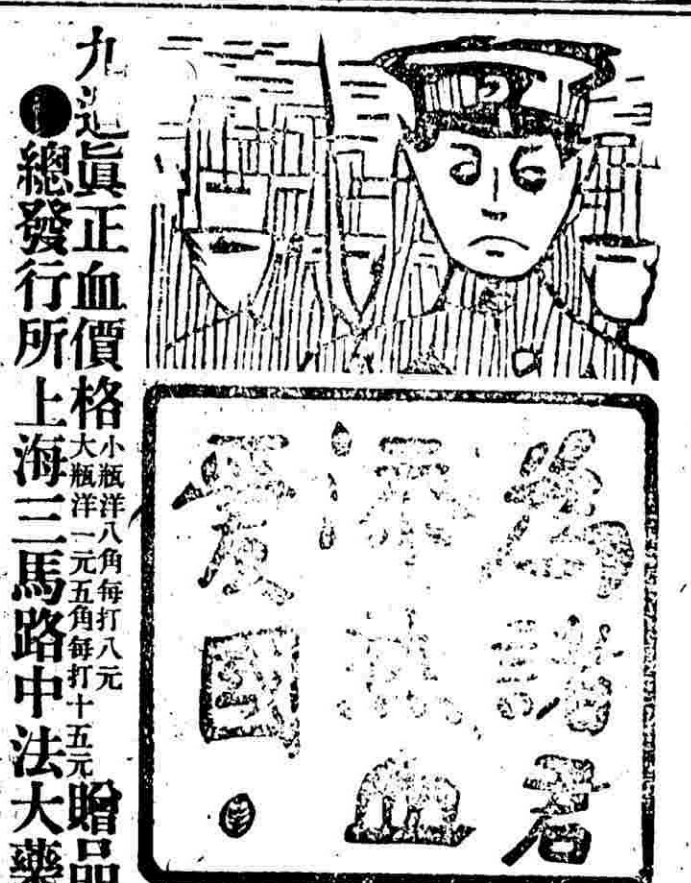 為諸君
添熱血
愛國。
九造眞正血價格
小瓶洋八角每打八元
大瓶洋一元五角每打十五元
贈品
●總發行所上海三馬路中法大藥